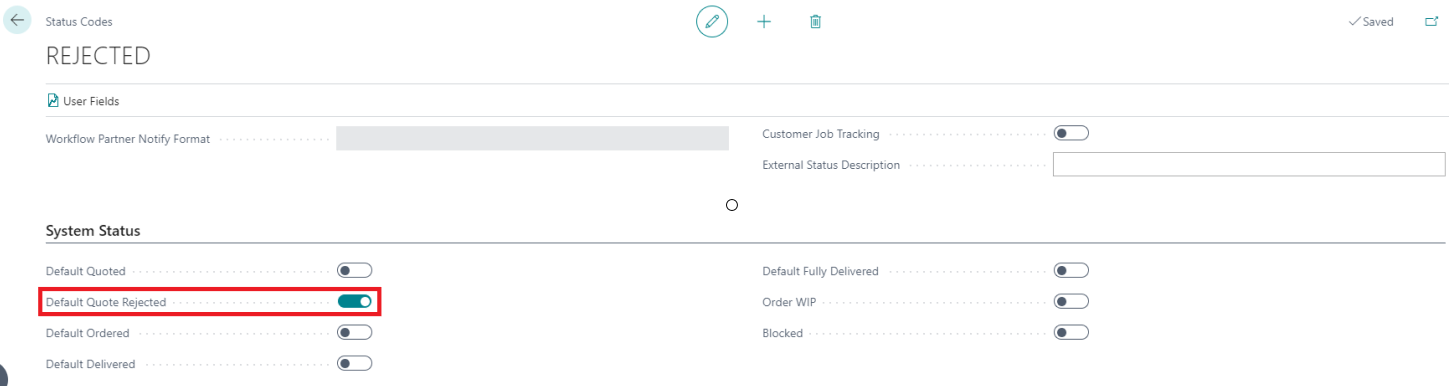 Status Codes
Saved
REJECTED
User Fields
Workflow Partner Notify Format
Customer Job Tracking
External Status Description
System Status
Default Quoted
Default Fully Delivered
Default Quote Rejected
Order WIP
Default Ordered
Blocked
Default Delivered